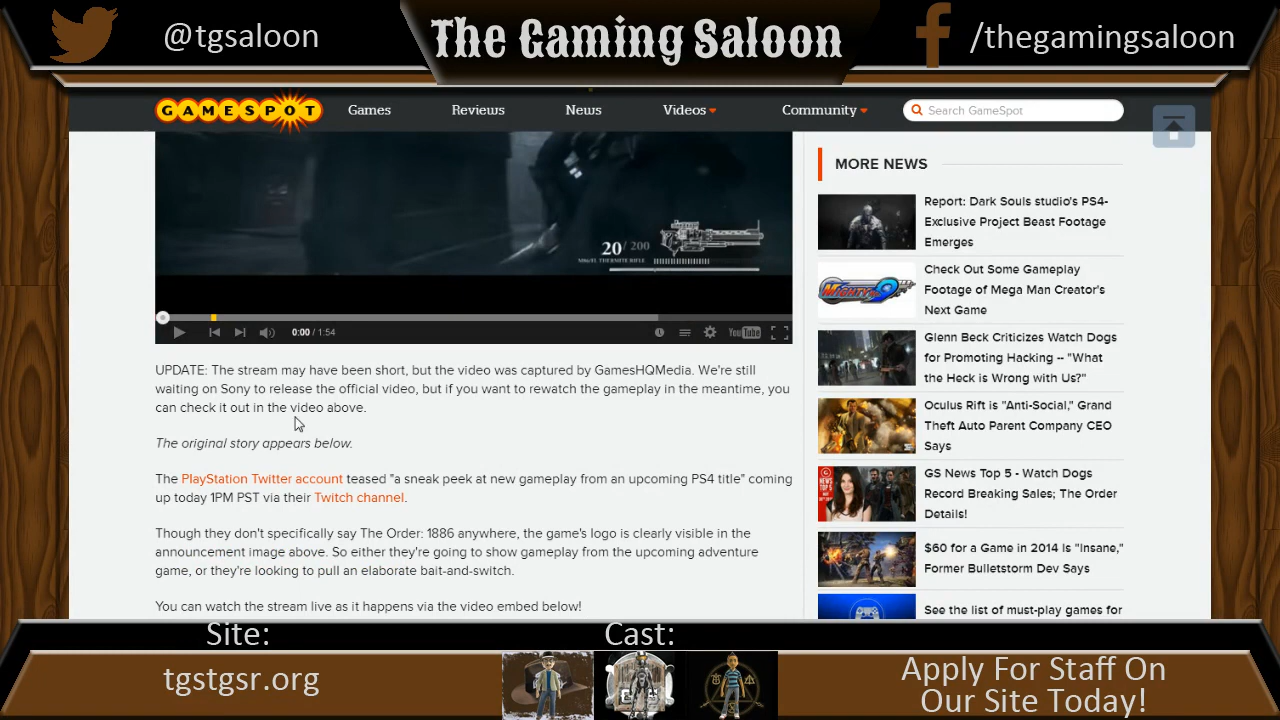 @tgsaloon
The Gaming Saloon
/thegamingsaloon
GAMESPOT
Games
Reviews
News
Videos
Community
Search GameSpot
20 / 200
0:00 / 1:54
YouTube
UPDATE: The stream may have been short, but the video was captured by GamesHQMedia. We're still
waiting on Sony to release the official video, but if you want to rewatch the gameplay in the meantime, you
can check it out in the video above.
The original story appears below.
The PlayStation Twitter account teased "a sneak peek at new gameplay from an upcoming PS4 title" coming
up today 1PM PST via their Twitch channel.
Though they don't specifically say The Order: 1886 anywhere, the game's logo is clearly visible in the
announcement image above. So either they're going to show gameplay from the upcoming adventure
game, or they're looking to pull an elaborate bait-and-switch.
You can watch the stream live as it happens via the video embed below!
MORE NEWS
Report: Dark Souls studio's PS4-
Exclusive Project Beast Footage
Emerges
Check Out Some Gameplay
Footage of Mega Man Creator's
Next Game
Glenn Beck Criticizes Watch Dogs
for Promoting Hacking -- "What
the Heck is Wrong with Us?"
Oculus Rift is "Anti-Social," Grand
Theft Auto Parent Company CEO
Says
GS News Top 5 - Watch Dogs
Record Breaking Sales; The Order
Details!
$60 for a Game in 2014 Is "Insane,"
Former Bulletstorm Dev Says
See the list of must-play games for
Site:
tgstgsr.org
Cast:
Apply For Staff On
Our Site Today!